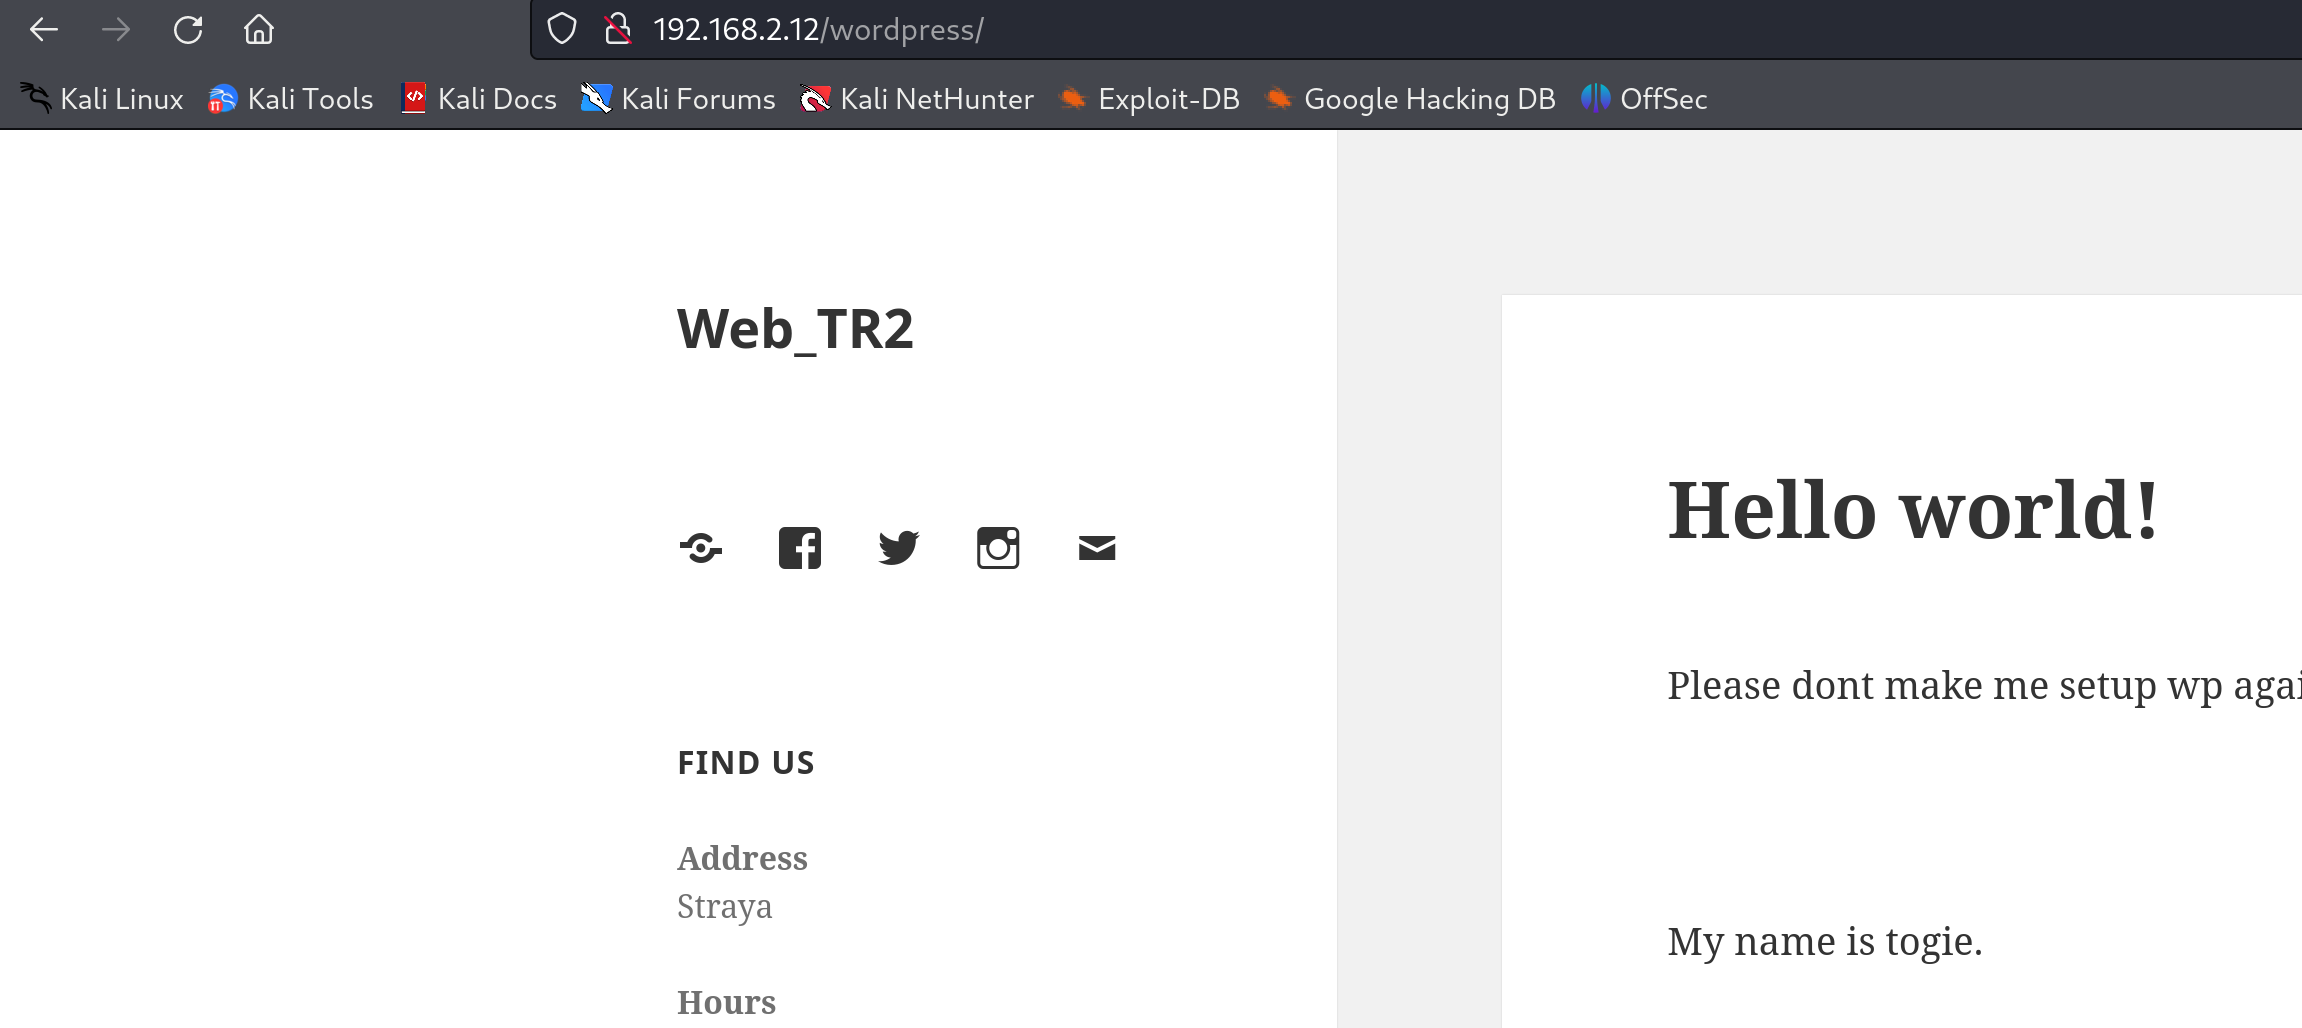 192.168.2.12/wordpress/
Kali Linux Kali Tools Kali Docs Kali Forums Kali NetHunter Exploit-DB Google Hacking DB OffSec
Web_TR2
FIND US
Address
Straya
Hours
Hello world!
Please dont make me setup wp agai
My name is togie.